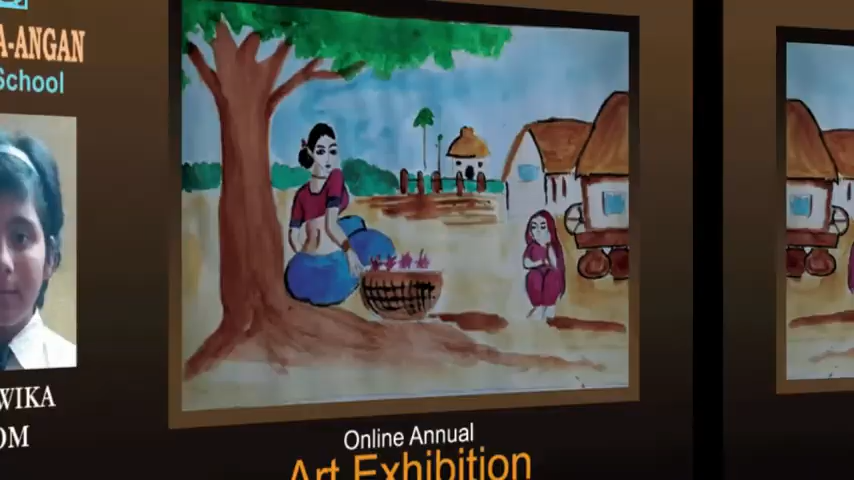 A-ANGAN
School
WIKA
OM
Online Annual
Art Exhibition